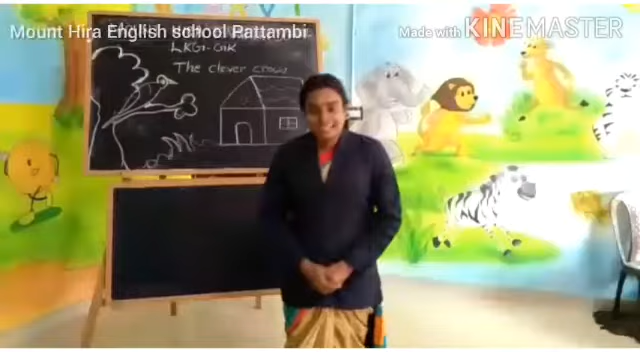 Mount Hira English school Pattambi
Made with KINEMASTER
LKG-GK
The clever crow